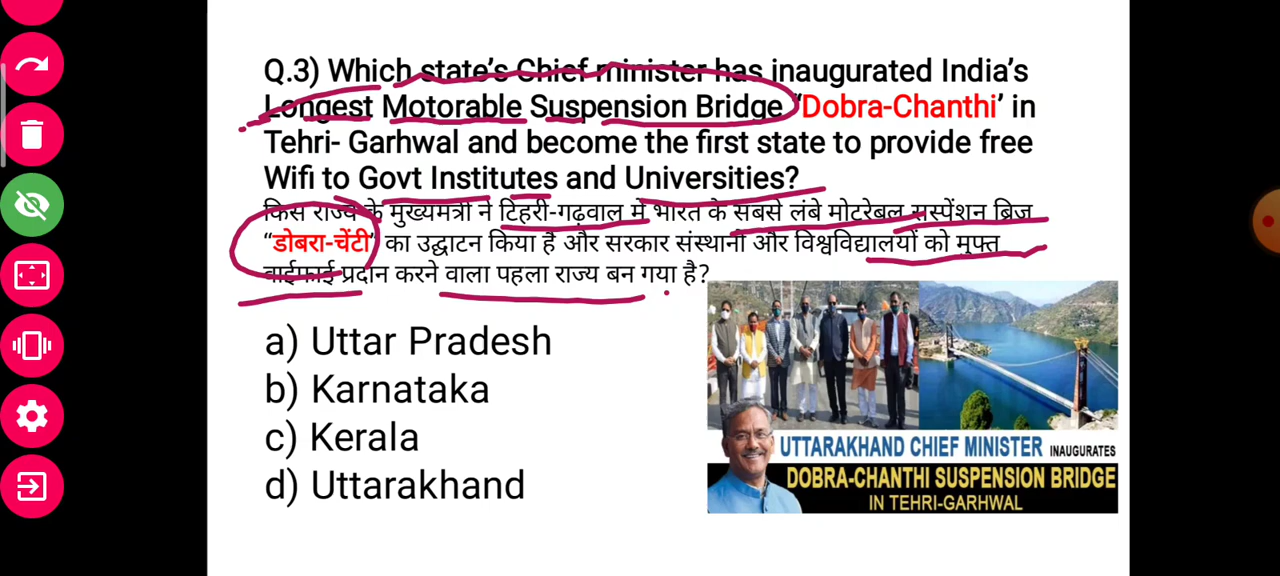 Q.3) Which state's Chief minister has inaugurated India's
Longest Motorable Suspension Bridge "Dobra-Chanthi' in
Tehri- Garhwal and become the first state to provide free
Wifi to Govt Institutes and Universities?
किस राज्य के मुख्यमंत्री ने टिहरी-गढ़वाल में भारत के सबसे लंबे मोटरेबल सस्पेंशन ब्रिज
"डोबरा-चेंटी" का उद्घाटन किया है और सरकार संस्थानों और विश्वविद्यालयों को मुफ्त
वाईफाई प्रदान करने वाला पहला राज्य बन गया है?
a) Uttar Pradesh
b) Karnataka
c) Kerala
d) Uttarakhand
UTTARAKHAND CHIEF MINISTER INAUGURATES
DOBRA-CHANTHI SUSPENSION BRIDGE
IN TEHRI-GARHWAL